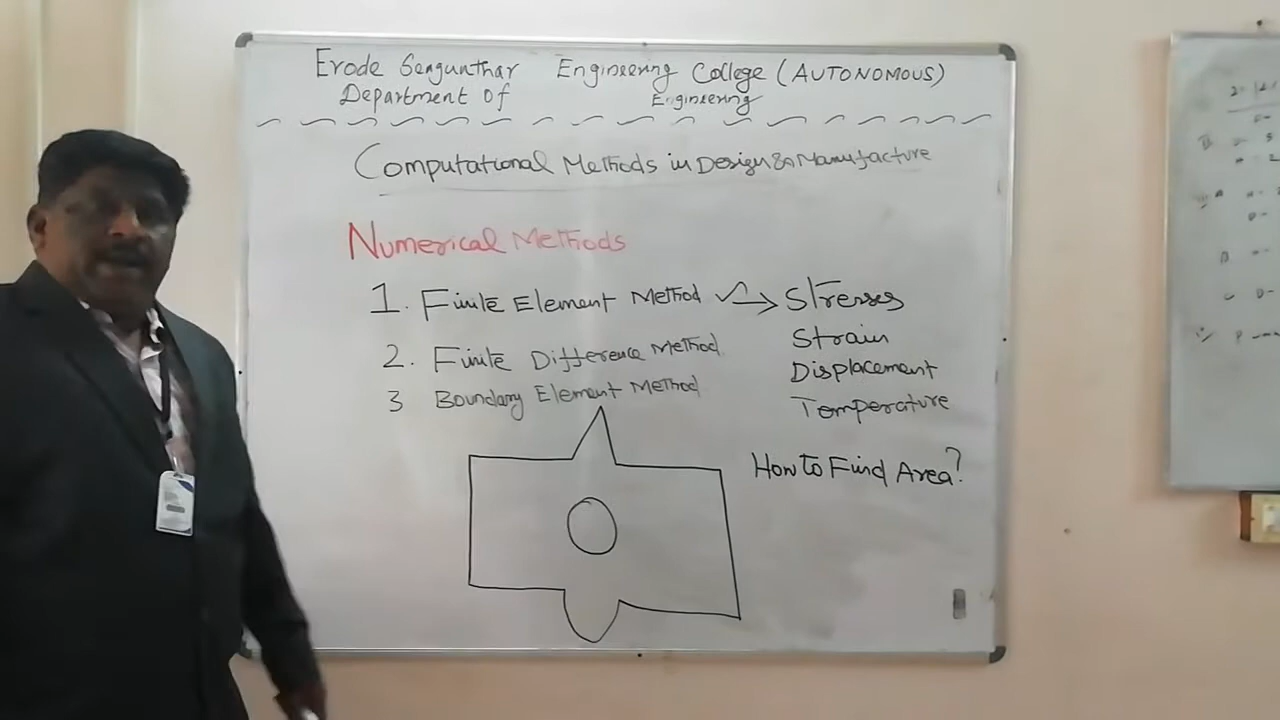 Erode Sengunthar Engineering College (AUTONOMOUS)
Department Of Engineering
Computational Methods in Design & Manufacture
Numerical Methods
1. Finite Element Method → Stresses
Strain
2. Finite Difference Method
Displacement
3 Boundary Element Method
Temperature
How to Find Area?